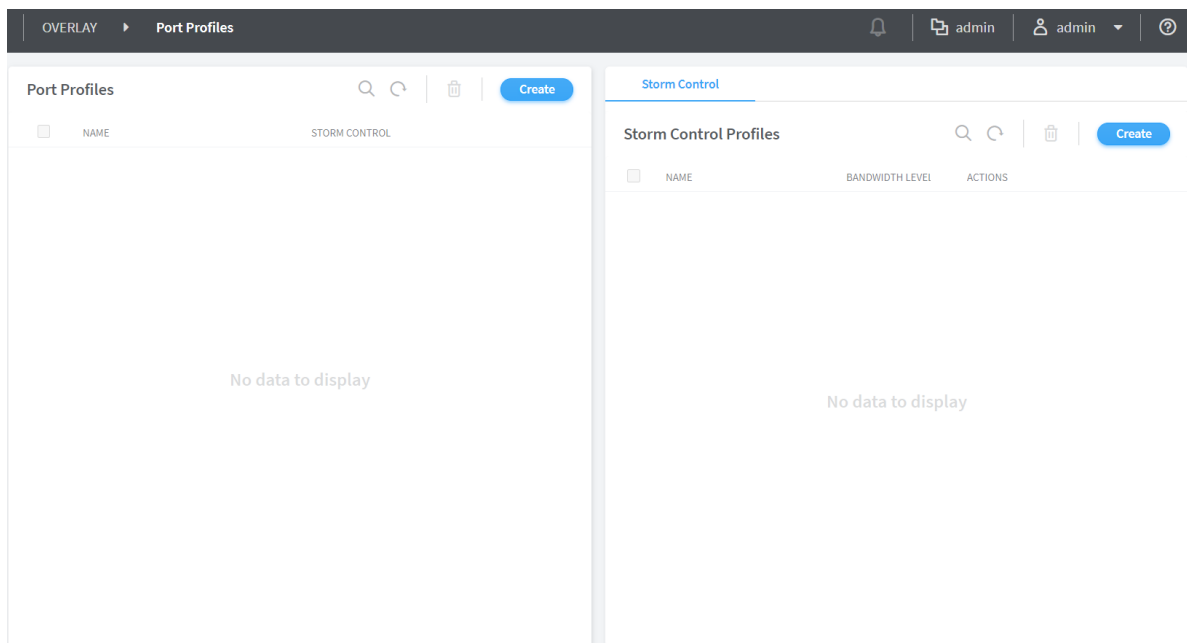 OVERLAY Port Profiles admin admin
Port Profiles Create
NAME STORM CONTROL
No data to display
Storm Control
Storm Control Profiles Create
NAME BANDWIDTH LEVEL ACTIONS
No data to display